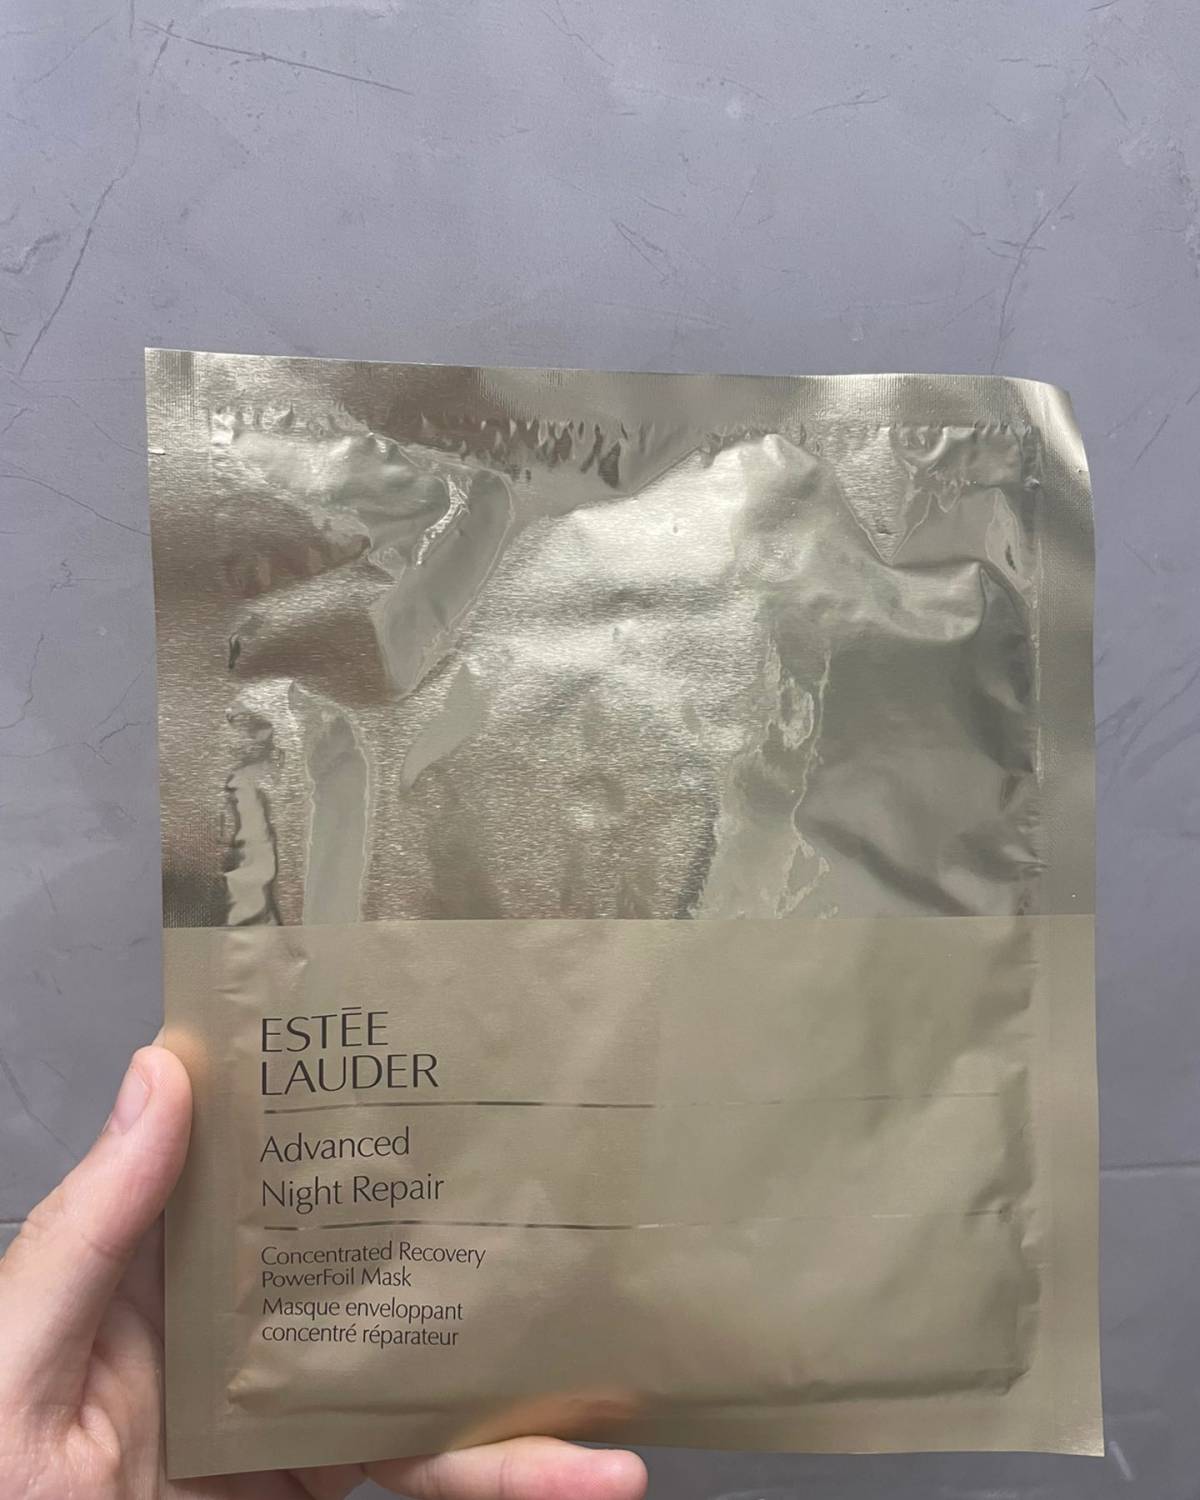 ESTĒE
LAUDER
Advanced
Night Repair
Concentrated Recovery
PowerFoil Mask
Masque enveloppant
concentré réparateur